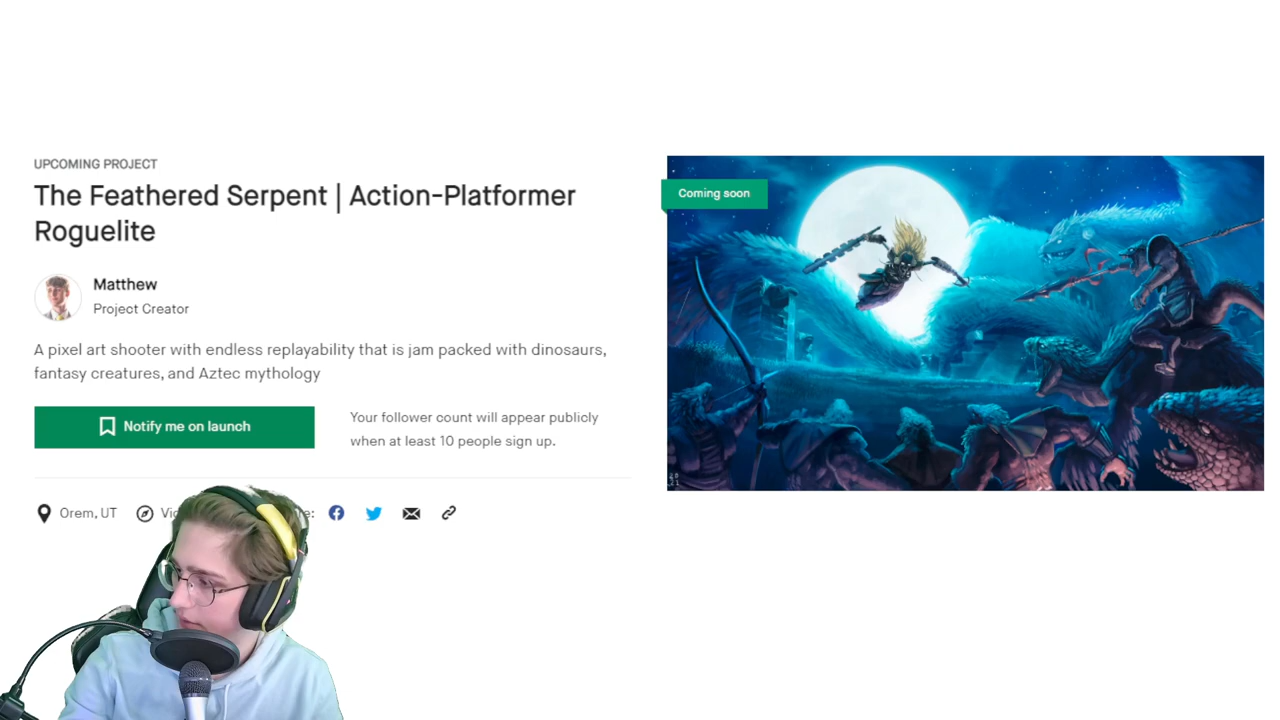 UPCOMING PROJECT
The Feathered Serpent | Action-Platformer
Roguelite
Matthew
Project Creator
A pixel art shooter with endless replayability that is jam packed with dinosaurs,
fantasy creatures, and Aztec mythology
Coming soon
Notify me on launch
Your follower count will appear publicly
when at least 10 people sign up.
Orem, UT